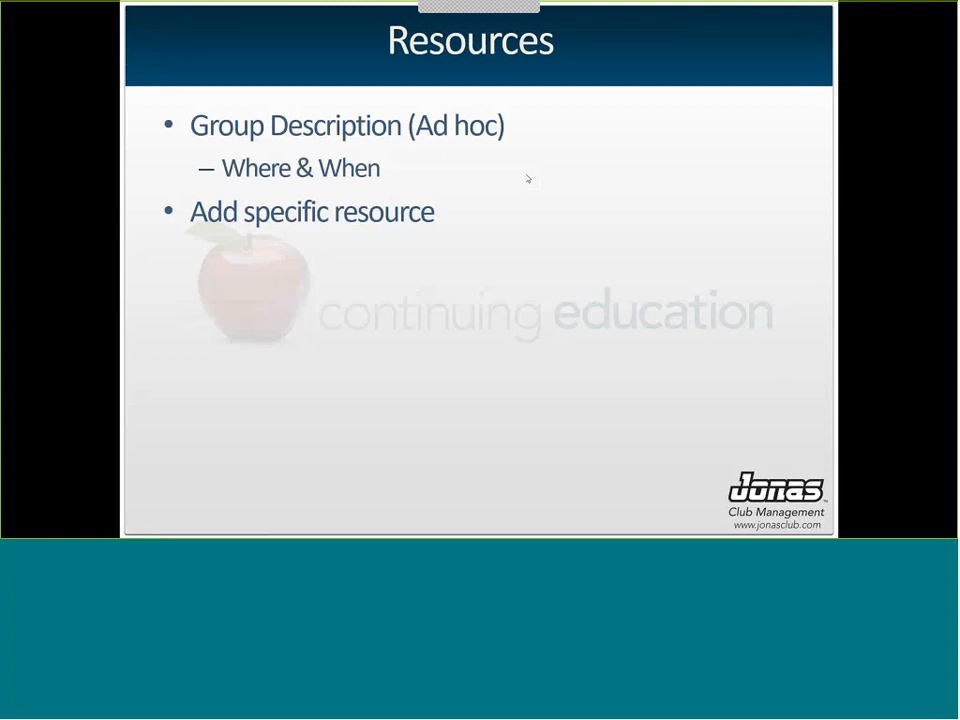 Resources
• Group Description (Ad hoc)
– Where & When
• Add specific resource
continuing education
Jonas
Club Management
www.jonasclub.com